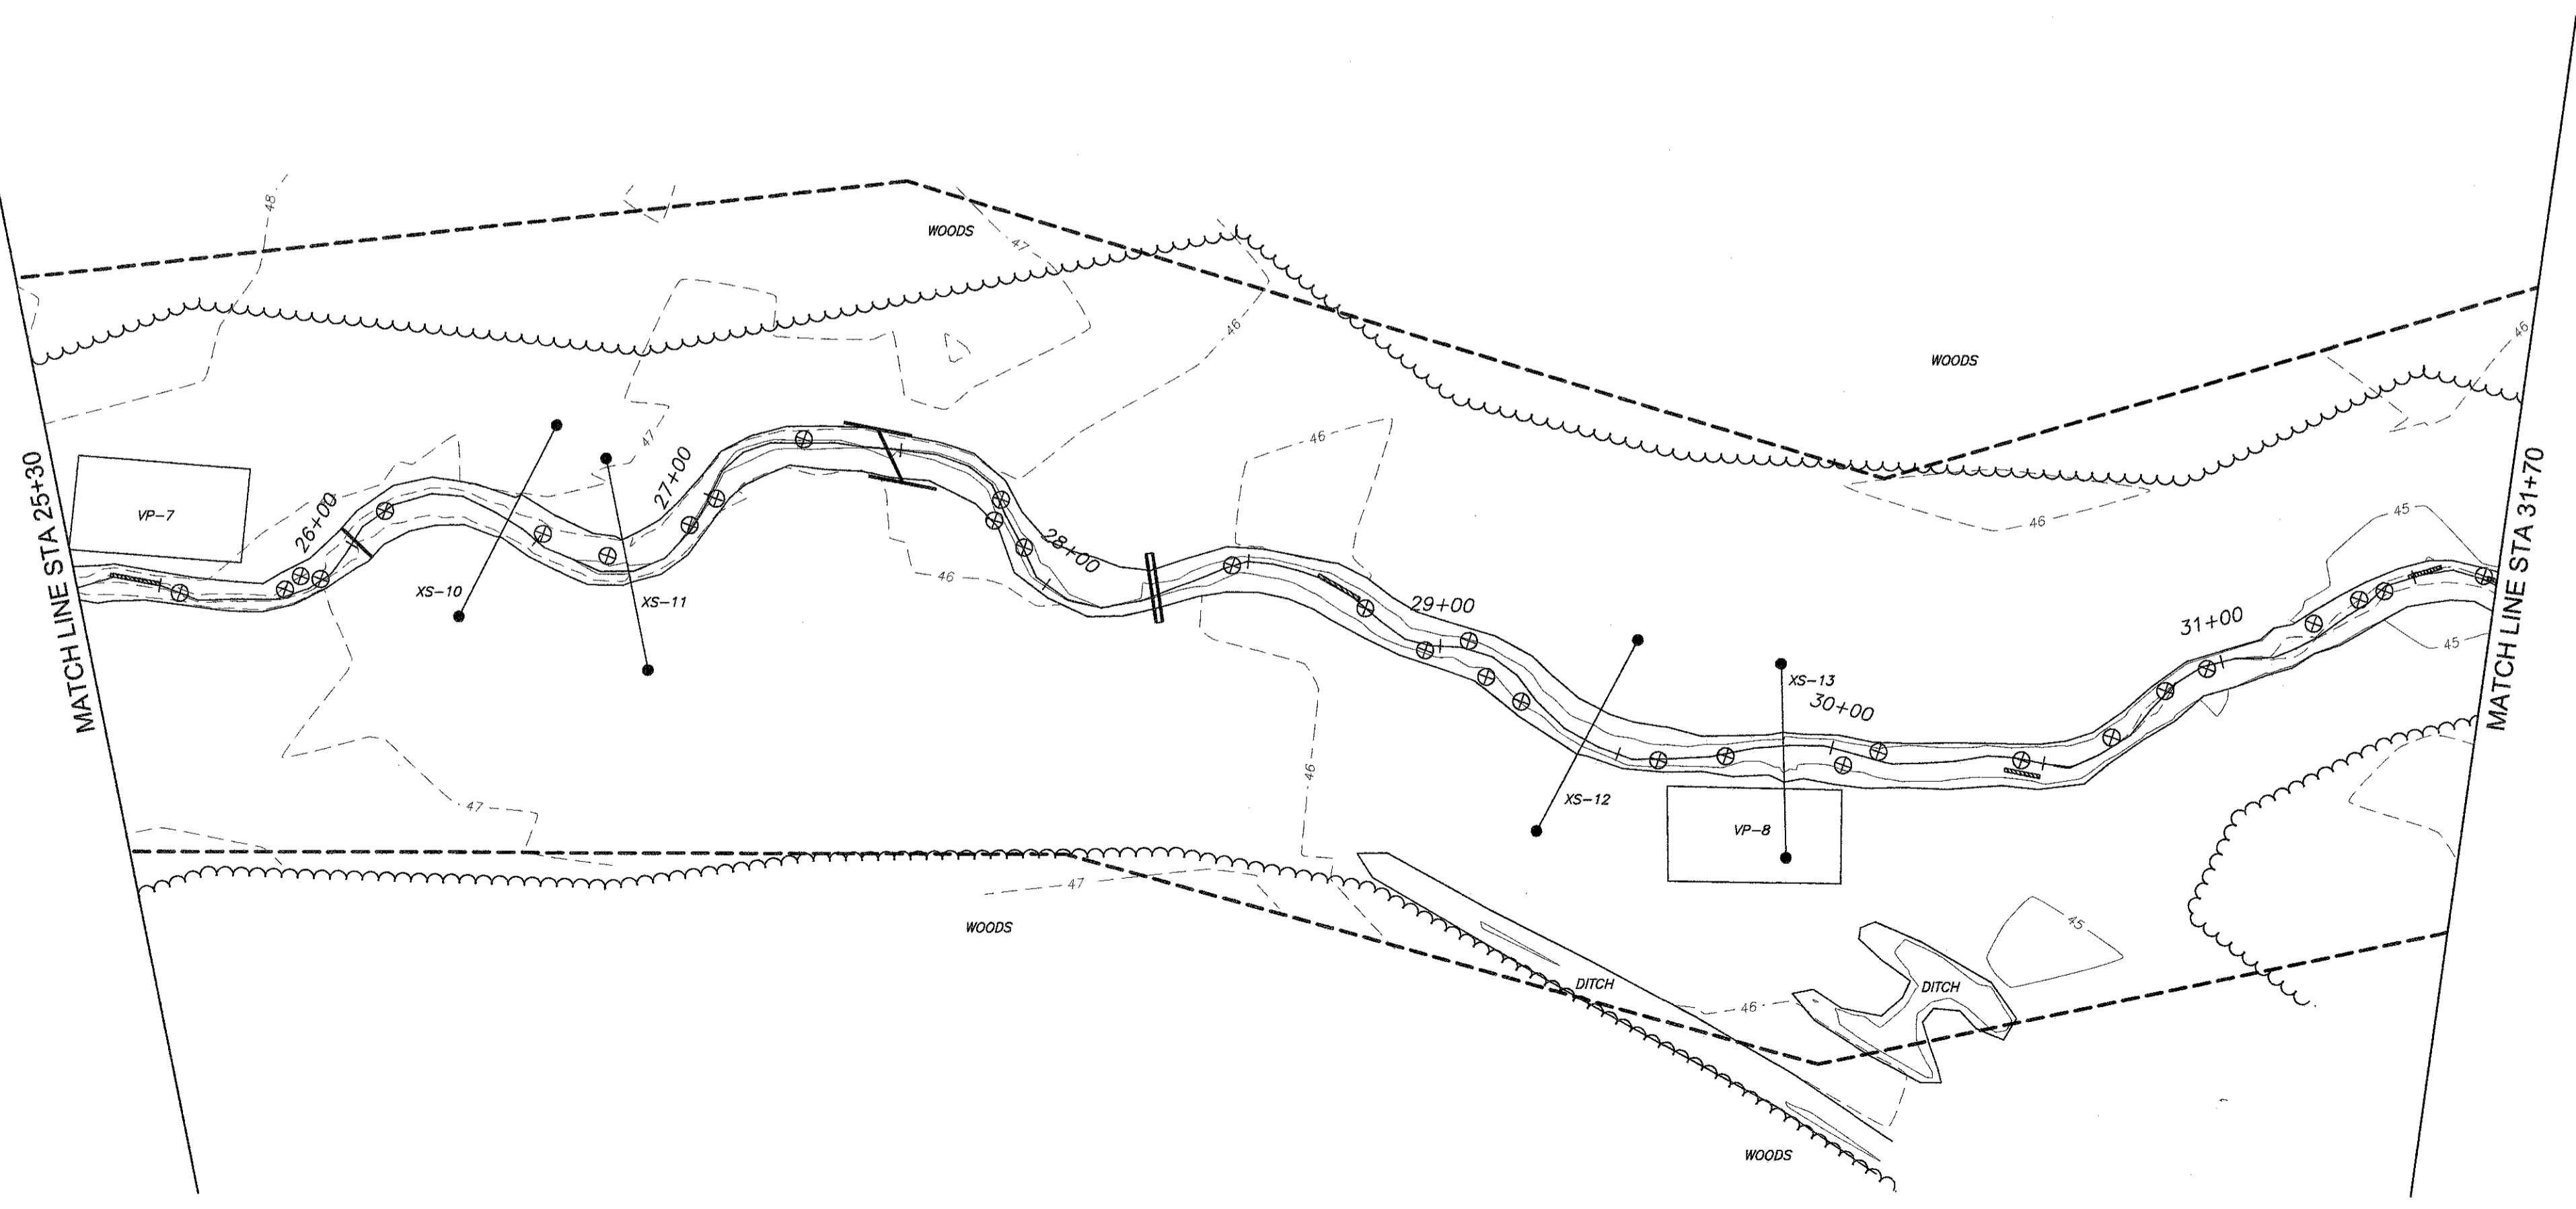 48
WOODS
47
46
WOODS
46
47
46
MATCH LINE STA 25+30
MATCH LINE STA 31+70
27+00
VP-7
26+00
45
46
28+00
46
XS-10
XS-11
29+00
31+00
45
XS-13
30+00
46
XS-12
47
VP-8
47
WOODS
45
DITCH
DITCH
46
WOODS